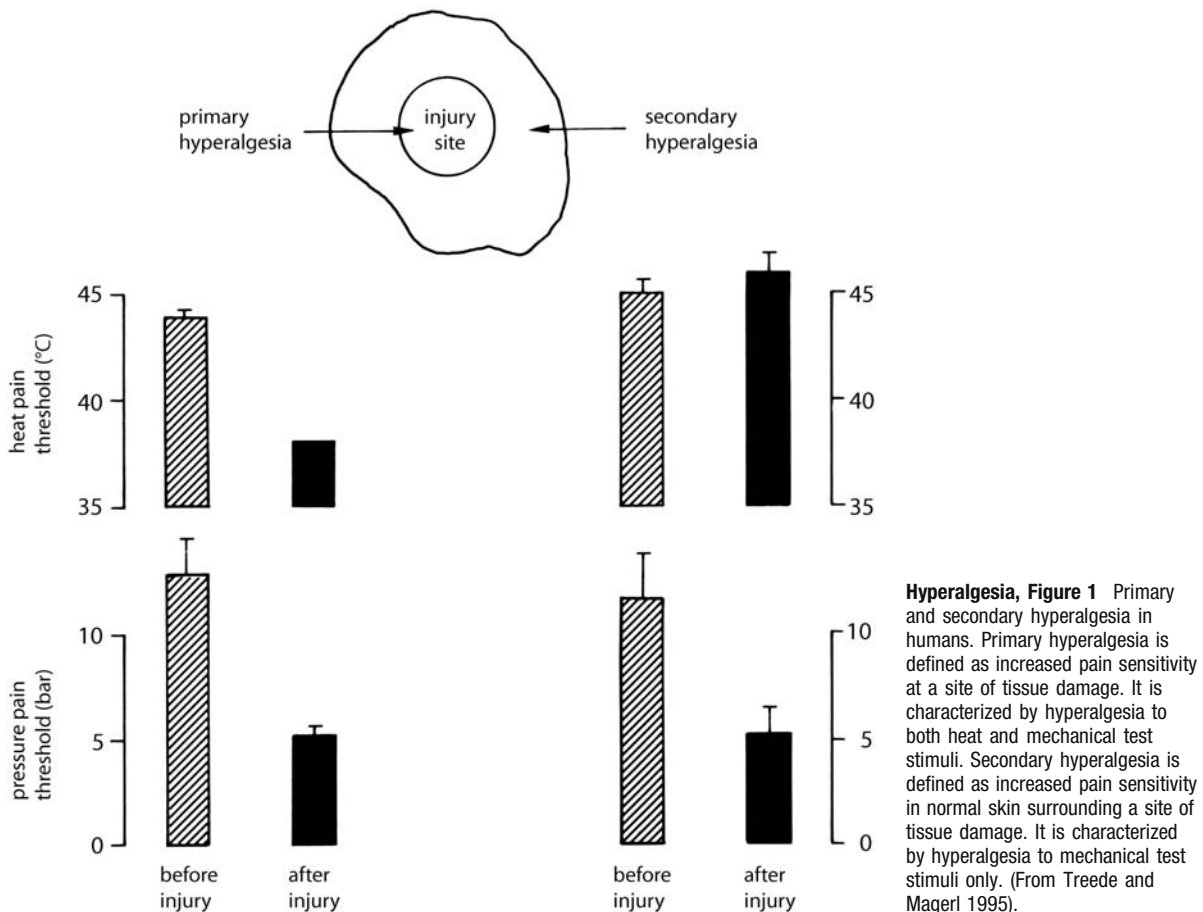 primary
hyperalgesia
injury
site
secondary
hyperalgesia
heat pain
threshold (°C)
45
40
35
45
40
35
pressure pain
threshold (bar)
10
5
0
10
5
0
before
injury
after
injury
before
injury
after
injury
Hyperalgesia, Figure 1 Primary
and secondary hyperalgesia in
humans. Primary hyperalgesia is
defined as increased pain sensitivity
at a site of tissue damage. It is
characterized by hyperalgesia to
both heat and mechanical test
stimuli. Secondary hyperalgesia is
defined as increased pain sensitivity
in normal skin surrounding a site of
tissue damage. It is characterized
by hyperalgesia to mechanical test
stimuli only. (From Treede and
Magerl 1995).